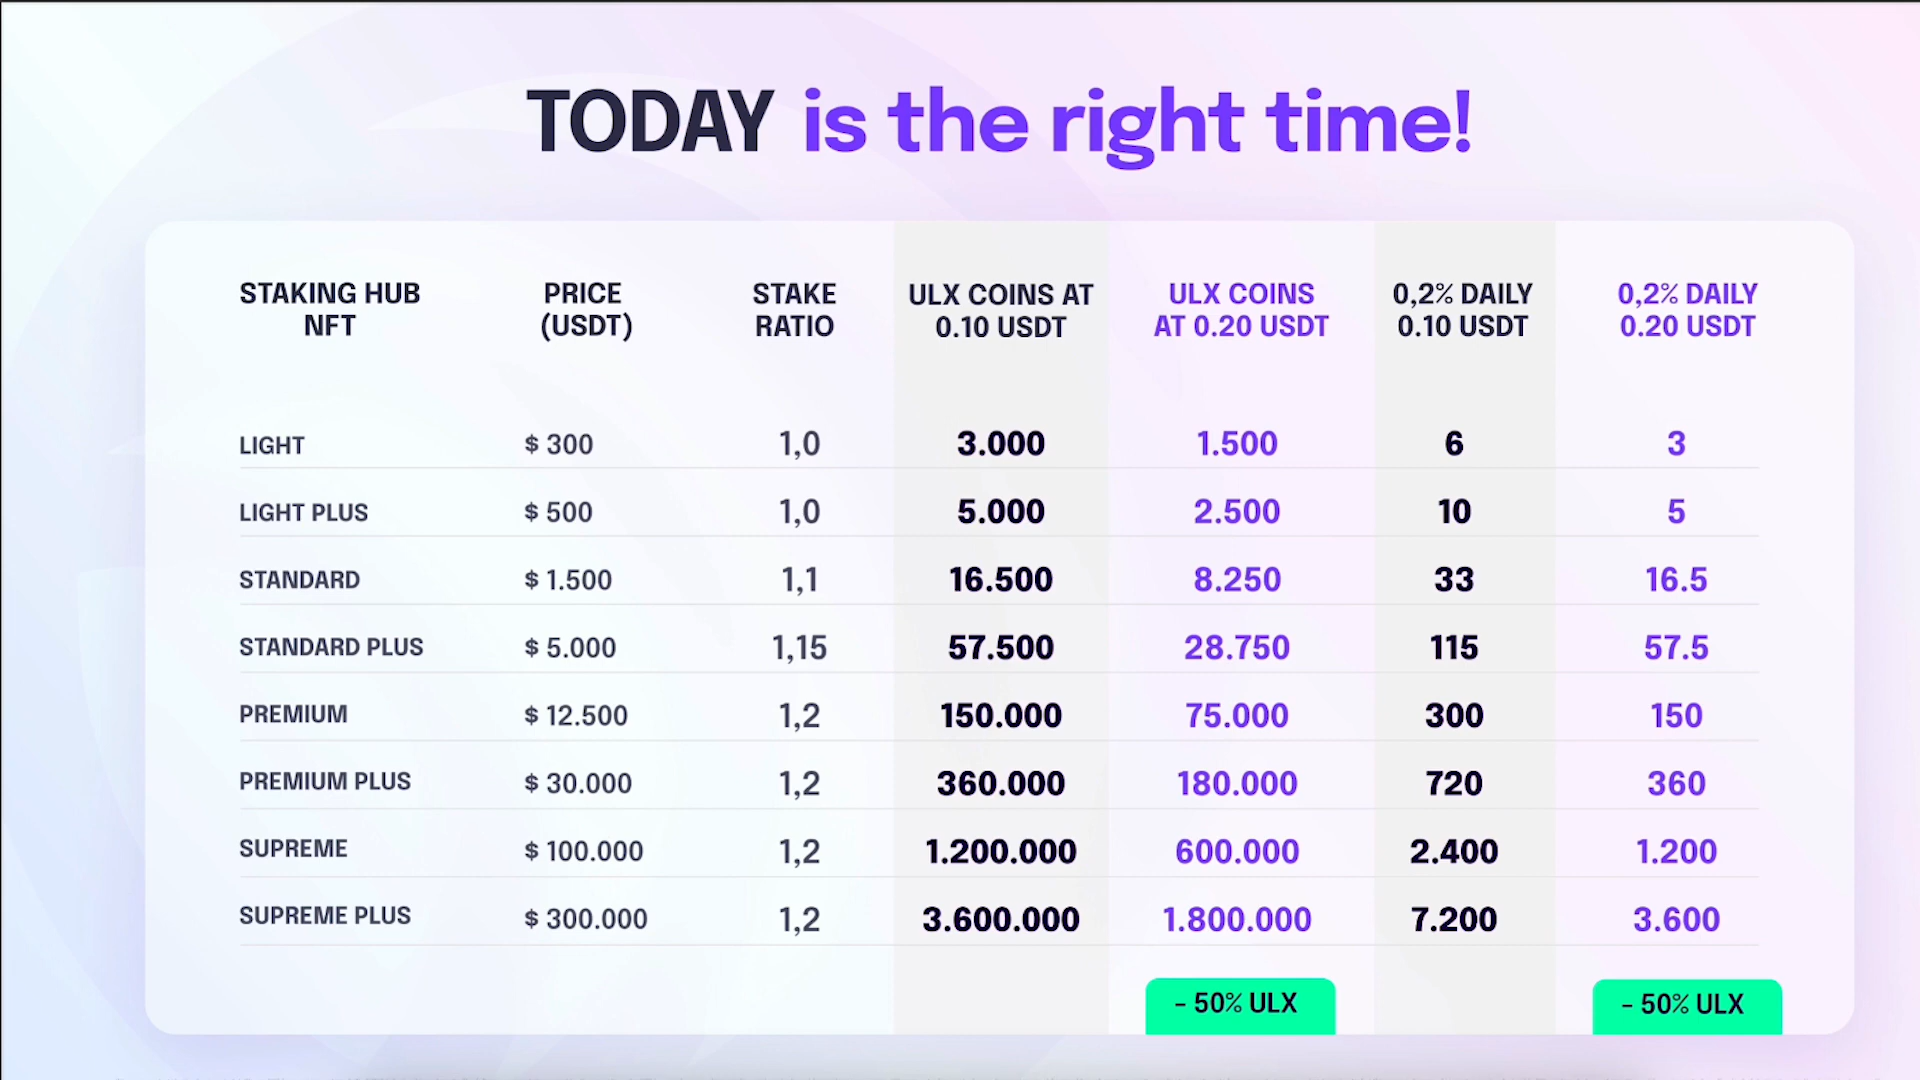 TODAY is the right time!
STAKING HUB NFT PRICE (USDT) STAKE RATIO ULX COINS AT 0.10 USDT ULX COINS AT 0.20 USDT 0,2% DAILY 0.10 USDT 0,2% DAILY 0.20 USDT
LIGHT $ 300 1,0 3.000 1.500 6 3
LIGHT PLUS $ 500 1,0 5.000 2.500 10 5
STANDARD $ 1.500 1,1 16.500 8.250 33 16.5
STANDARD PLUS $ 5.000 1,15 57.500 28.750 115 57.5
PREMIUM $ 12.500 1,2 150.000 75.000 300 150
PREMIUM PLUS $ 30.000 1,2 360.000 180.000 720 360
SUPREME $ 100.000 1,2 1.200.000 600.000 2.400 1.200
SUPREME PLUS $ 300.000 1,2 3.600.000 1.800.000 7.200 3.600
- 50% ULX - 50% ULX